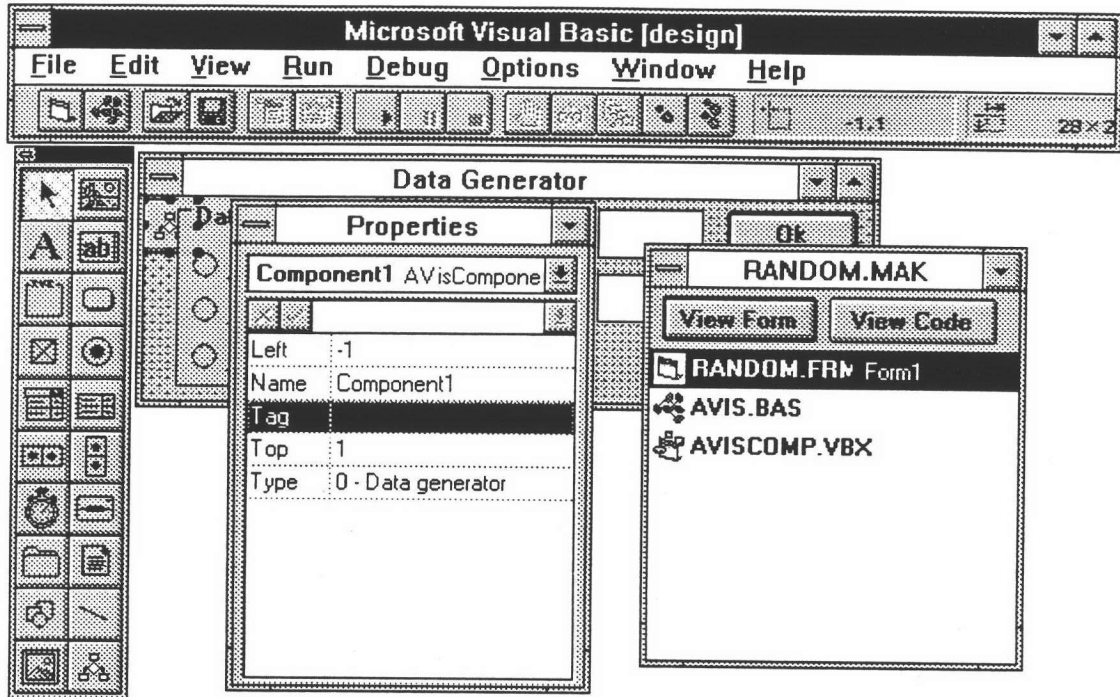 Microsoft Visual Basic [design]
File Edit View Run Debug Options Window Help
-1,1
Data Generator
Ok
Properties
Component1 AVisCompone
Left -1
Name Component1
Tag
Top 1
Type 0 - Data generator
RANDOM.MAK
View Form View Code
RANDOM.FRM Form1
AVIS.BAS
AVISCOMP.VBX
A
ab